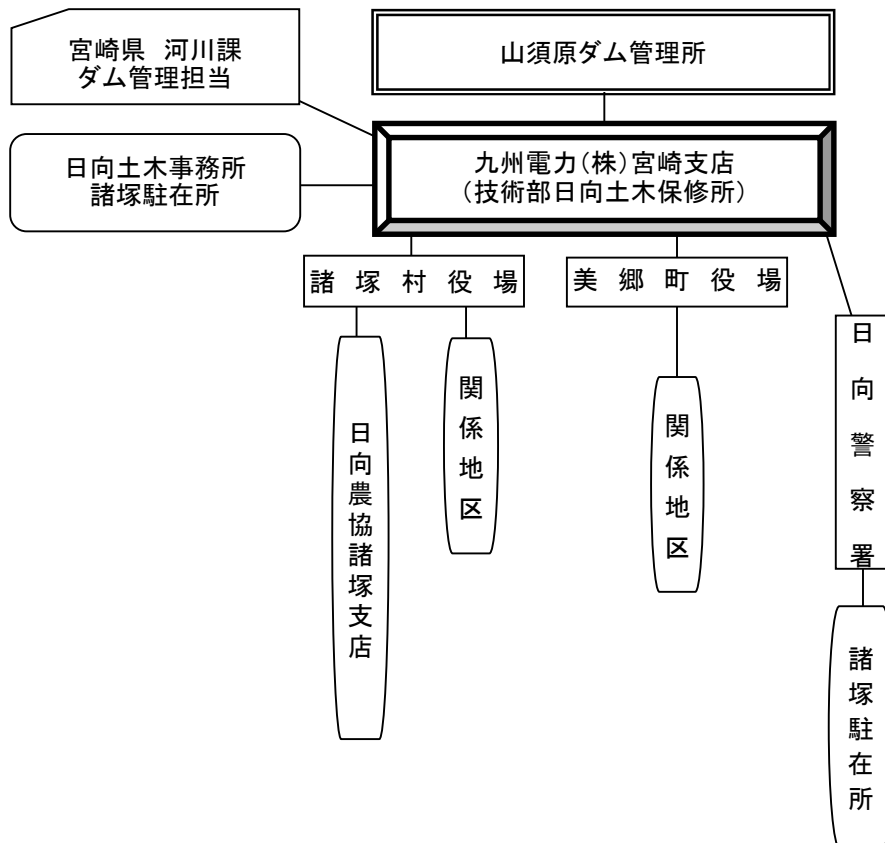 宮崎県 河川課
ダム管理担当
山須原ダム管理所
日向土木事務所
諸塚駐在所
九州電力(株)宮崎支店
(技術部日向土木保修所)
諸塚村役場
美郷町役場
日向農協諸塚支店
関係地区
関係地区
日向警察署
諸塚駐在所